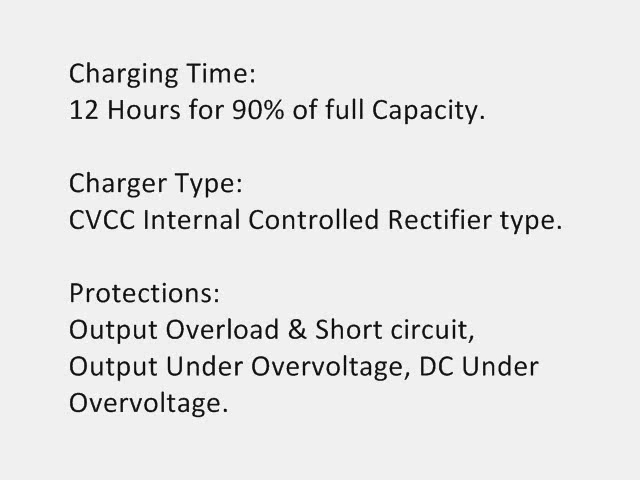 Charging Time:
12 Hours for 90% of full Capacity.
Charger Type:
CVCC Internal Controlled Rectifier type.
Protections:
Output Overload & Short circuit,
Output Under Overvoltage, DC Under
Overvoltage.